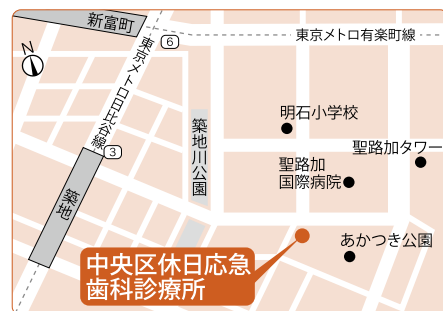 新富町
東京メトロ有楽町線
6
N
東京メトロ日比谷線
明石小学校
築地川公園
3
聖路加タワー
聖路加
国際病院
築地
あかつき公園
中央区休日応急
歯科診療所